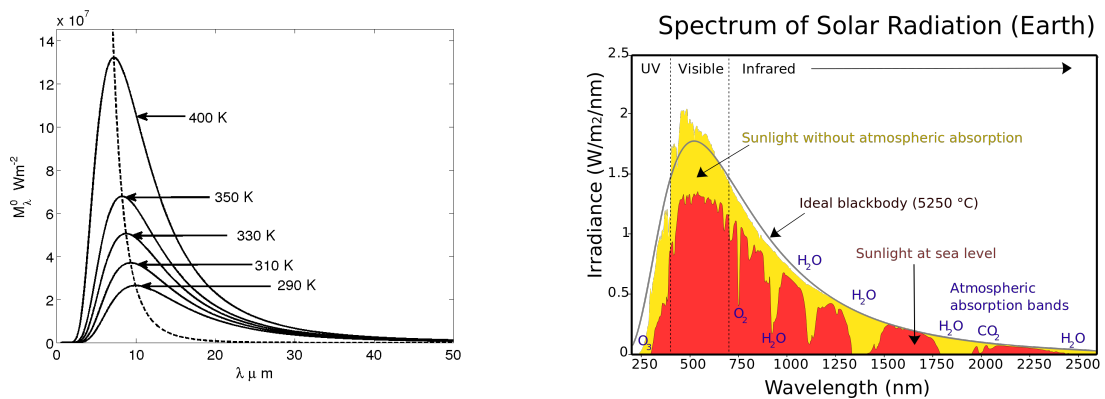 x 10⁷
14
12
10
8
6
4
2
0
M⁰λ Wm⁻²
400 K
350 K
330 K
310 K
290 K
0 10 20 30 40 50
λ μ m
Spectrum of Solar Radiation (Earth)
2.5
2
1.5
1
0.5
0
Irradiance (W/m2/nm)
UV Visible Infrared
Sunlight without atmospheric absorption
Ideal blackbody (5250 °C)
Sunlight at sea level
H₂O
H₂O
Atmospheric
absorption bands
O₂
O₃
H₂O
H₂O
CO₂
H₂O
250 500 750 1000 1250 1500 1750 2000 2250 2500
Wavelength (nm)